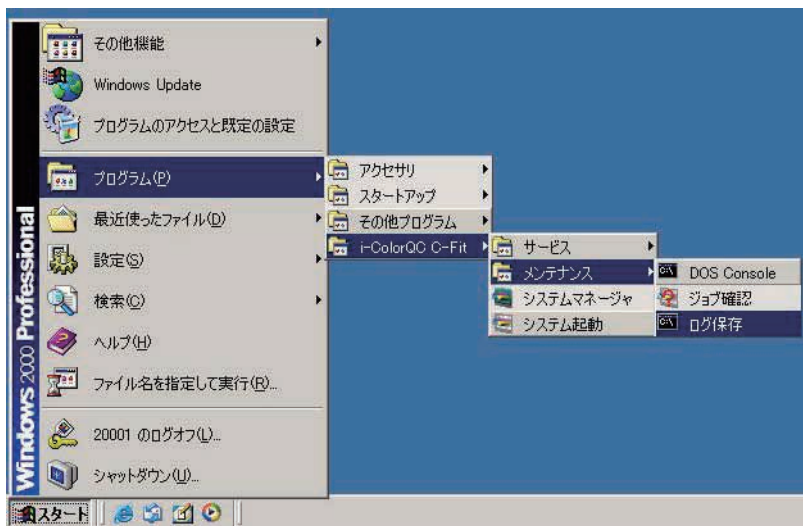 その他機能
Windows Update
プログラムのアクセスと既定の設定
プログラム(P)
最近使ったファイル(D)
設定(S)
検索(C)
ヘルプ(H)
ファイル名を指定して実行(R)...
20001 のログオフ(L)...
シャットダウン(U)...
Windows 2000 Professional
アクセサリ
スタートアップ
その他プログラム
i-ColorQC C-Fit
サービス
メンテナンス
システムマネージャ
システム起動
DOS Console
ジョブ確認
ログ保存
スタート